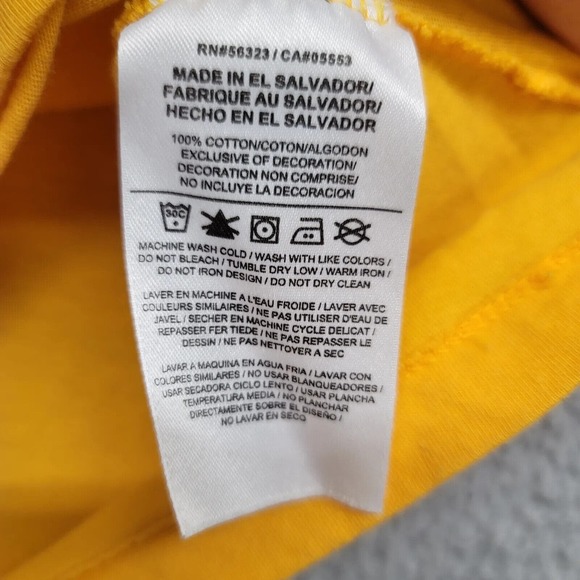 RN#56323 / CA#05553
MADE IN EL SALVADOR/
FABRIQUE AU SALVADOR/
HECHO EN EL SALVADOR
100% COTTON/COTON/ALGODON
EXCLUSIVE OF DECORATION/
DECORATION NON COMPRISE/
NO INCLUYE LA DECORACION
30C
MACHINE WASH COLD / WASH WITH LIKE COLORS /
DO NOT BLEACH / TUMBLE DRY LOW / WARM IRON /
DO NOT IRON DESIGN / DO NOT DRY CLEAN
LAVER EN MACHINE A L'EAU FROIDE / LAVER AVEC
COULEURS SIMILAIRES / NE PAS UTILISER D'EAU DE
JAVEL / SECHER EN MACHINE CYCLE DELICAT /
REPASSER FER TIEDE / NE PAS REPASSER LE
DESSIN / NE PAS NETTOYER A SEC
LAVAR A MAQUINA EN AGUA FRIA / LAVAR CON
COLORES SIMILARES / NO USAR BLANQUEADORES /
USAR SECADORA CICLO LENTO / USAR PLANCHA
TEMPERATURA MEDIA / NO PLANCHAR
DIRECTAMENTE SOBRE EL DISEÑO /
NO LAVAR EN SECO